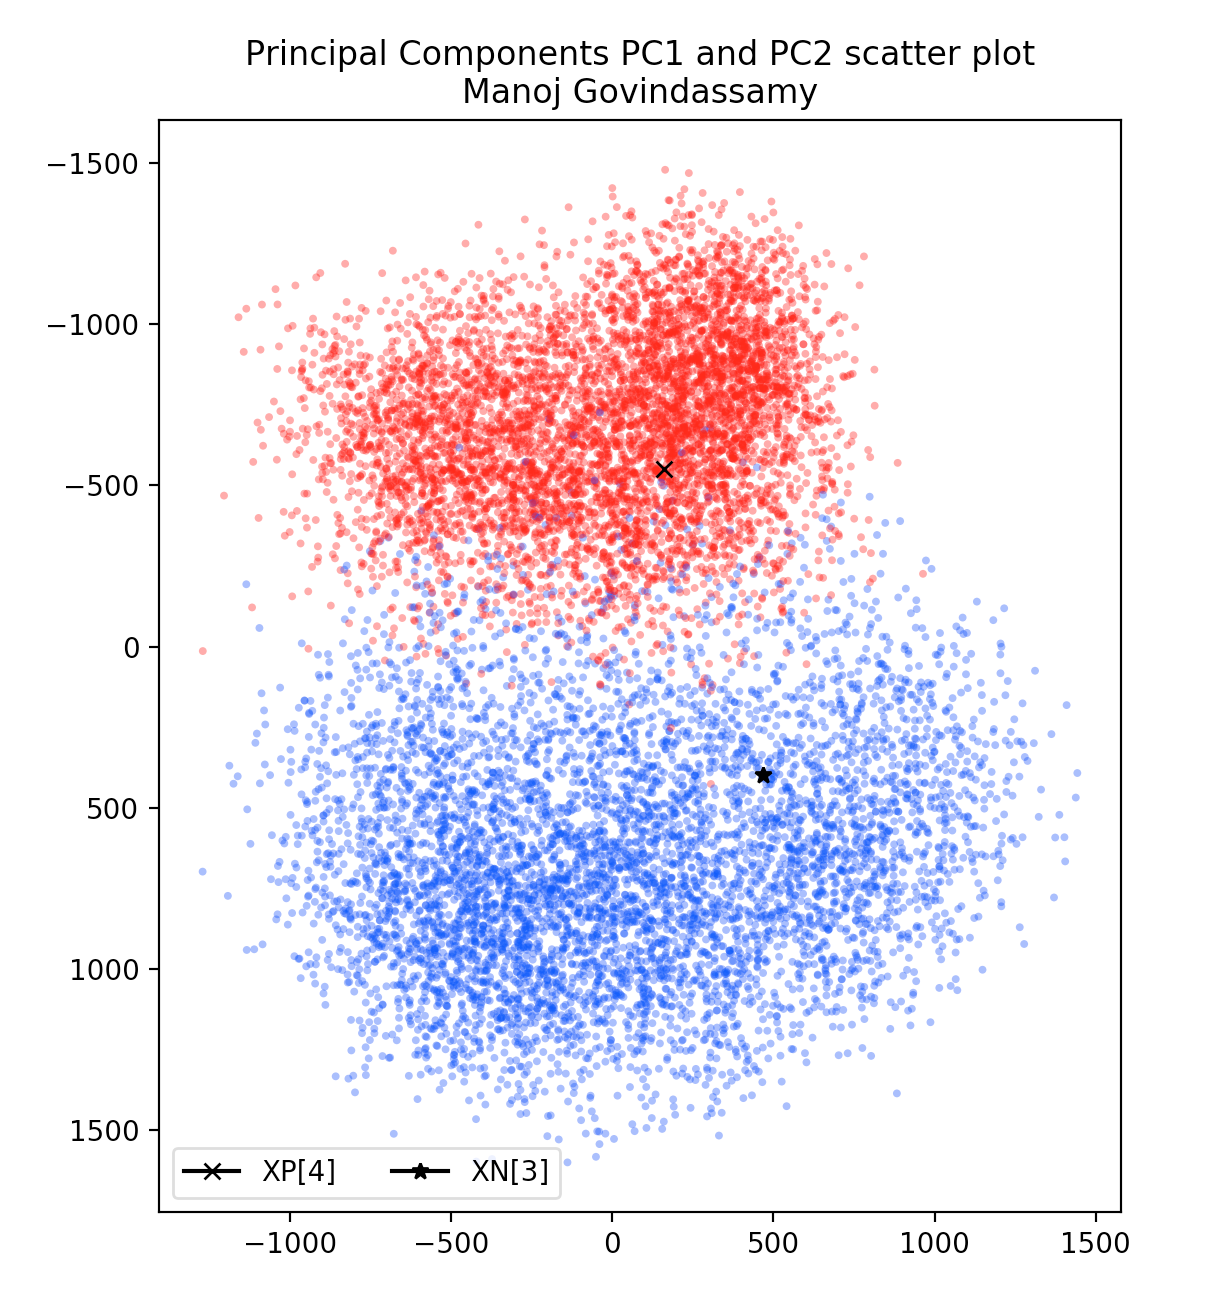 Principal Components PC1 and PC2 scatter plot
Manoj Govindassamy
−1500
−1000
−500
0
500
1000
1500
XP[4] XN[3]
−1000 −500 0 500 1000 1500